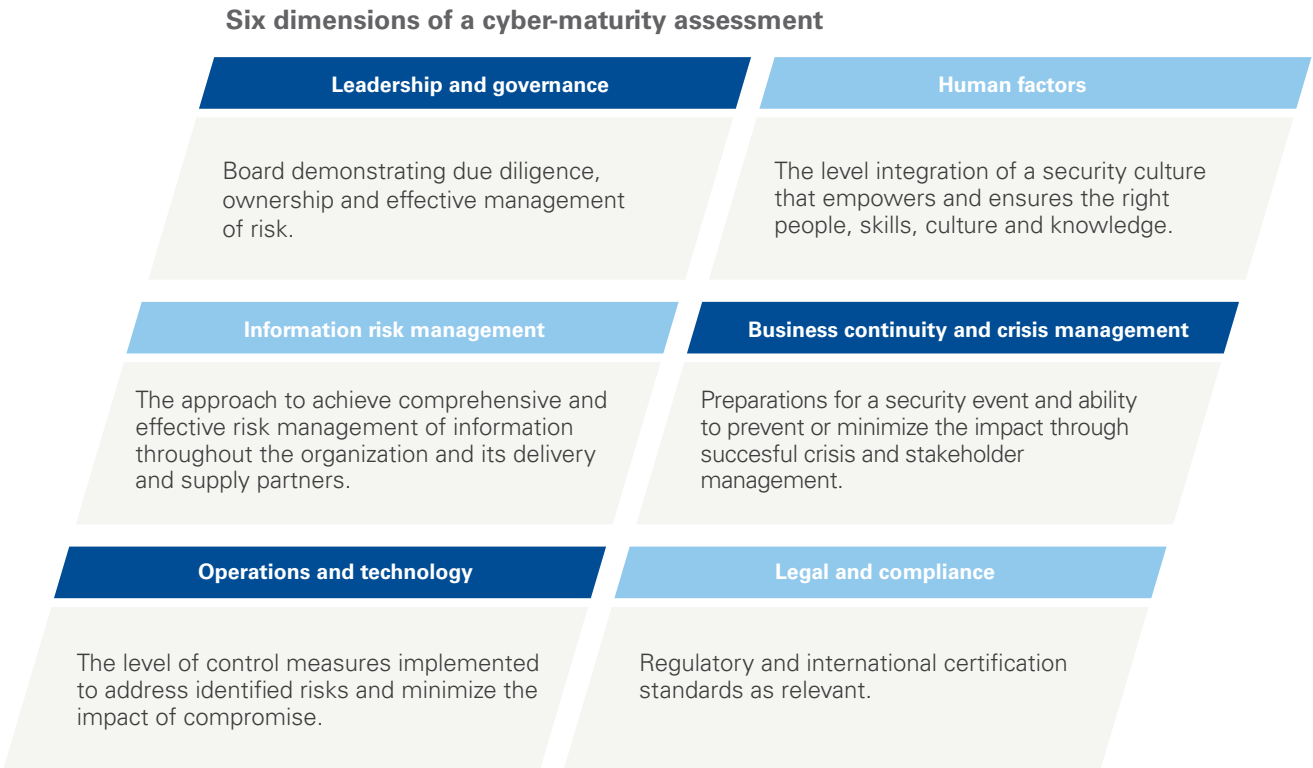 Six dimensions of a cyber-maturity assessment
Leadership and governance
Board demonstrating due diligence,
ownership and effective management
of risk.
Human factors
The level integration of a security culture
that empowers and ensures the right
people, skills, culture and knowledge.
Information risk management
The approach to achieve comprehensive and
effective risk management of information
throughout the organization and its delivery
and supply partners.
Business continuity and crisis management
Preparations for a security event and ability
to prevent or minimize the impact through
succesful crisis and stakeholder
management.
Operations and technology
The level of control measures implemented
to address identified risks and minimize the
impact of compromise.
Legal and compliance
Regulatory and international certification
standards as relevant.